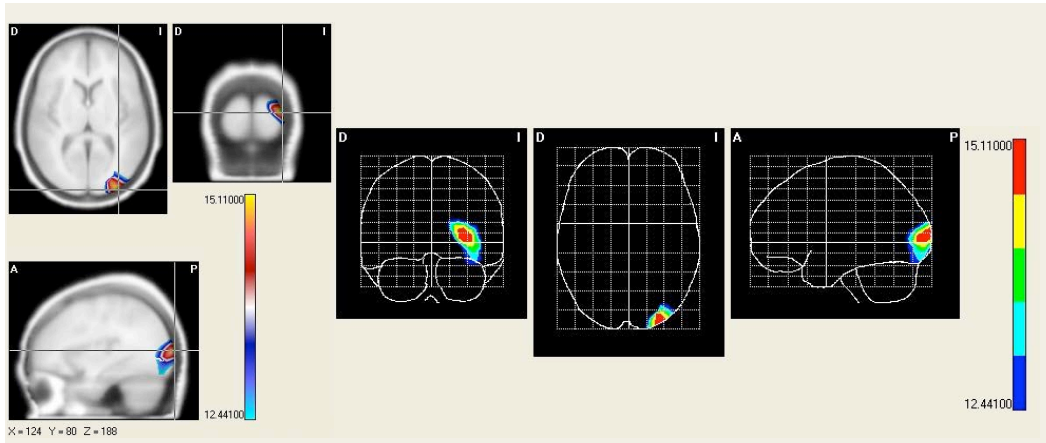 D I
D I
D I
D I
A P
15.11000
15.11000
A P
12.44100
12.44100
X = 124 Y = 80 Z = 188